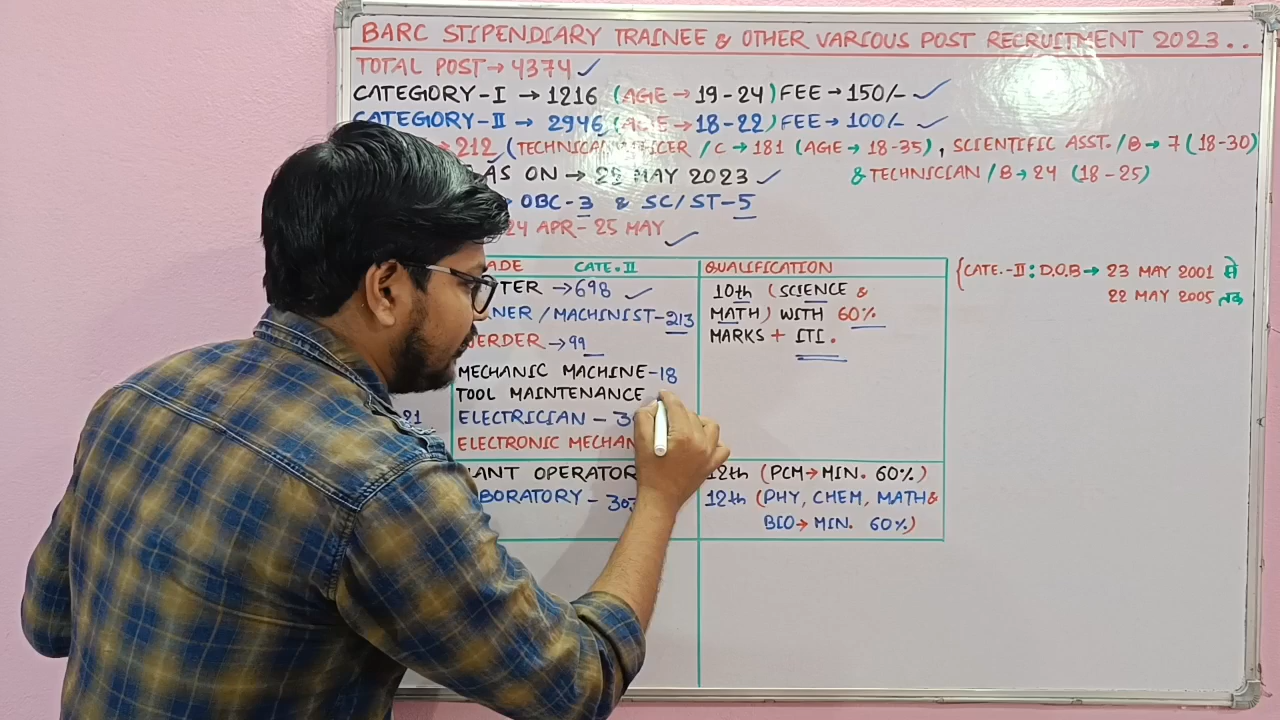 BARC STIPENDIARY TRAINEE & OTHER VARIOUS POST RECRUITMENT 2023..
TOTAL POST→ 4374
CATEGORY-I → 1216 (AGE → 19-24) FEE → 150/-
CATEGORY-II → 2946 (AGE → 18-22) FEE → 100/-
212 (TECHNICAL OFFICER /C → 181 (AGE→ 18-35), SCIENTIFIC ASST./B→ 7 (18-30)
AS ON → 22 MAY 2023
& TECHNICIAN /B→ 24 (18-25)
OBC-3 & SC/ST-5
24 APR- 25 MAY
ADE CATE.II QUALIFICATION
TTER →698
NER / MACHINIST-213
ERDER →99
MECHANIC MACHINE-18
TOOL MAINTENANCE
21 ELECTRICIAN -
ELECTRONIC MECHAN
10th (SCIENCE &
MATH) WITH 60%
MARKS + ITI.
LANT OPERATOR
BORATORY -
12th (PCM→MIN. 60%)
12th (PHY, CHEM, MATH&
BIO→MIN. 60%)
(CATE.-II: D.O.B→ 23 MAY 2001 से
22 MAY 2005 तक